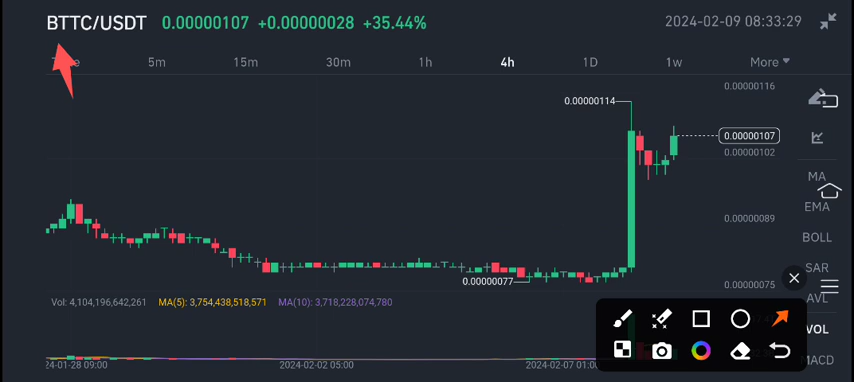 BTTC/USDT 0.00000107 +0.00000028 +35.44% 2024-02-09 08:33:29
5m 15m 30m 1h 4h 1D 1w More
0.00000116
0.00000114
0.00000107
0.00000102
MA
EMA
0.00000089
BOLL
SAR
0.00000077
0.00000075
AVL
Vol: 4,104,196,642,261 MA(5): 3,754,438,518,571 MA(10): 3,718,228,074,780
VOL
MACD
24-01-28 09:00 2024-02-02 05:00 2024-02-07 01:00